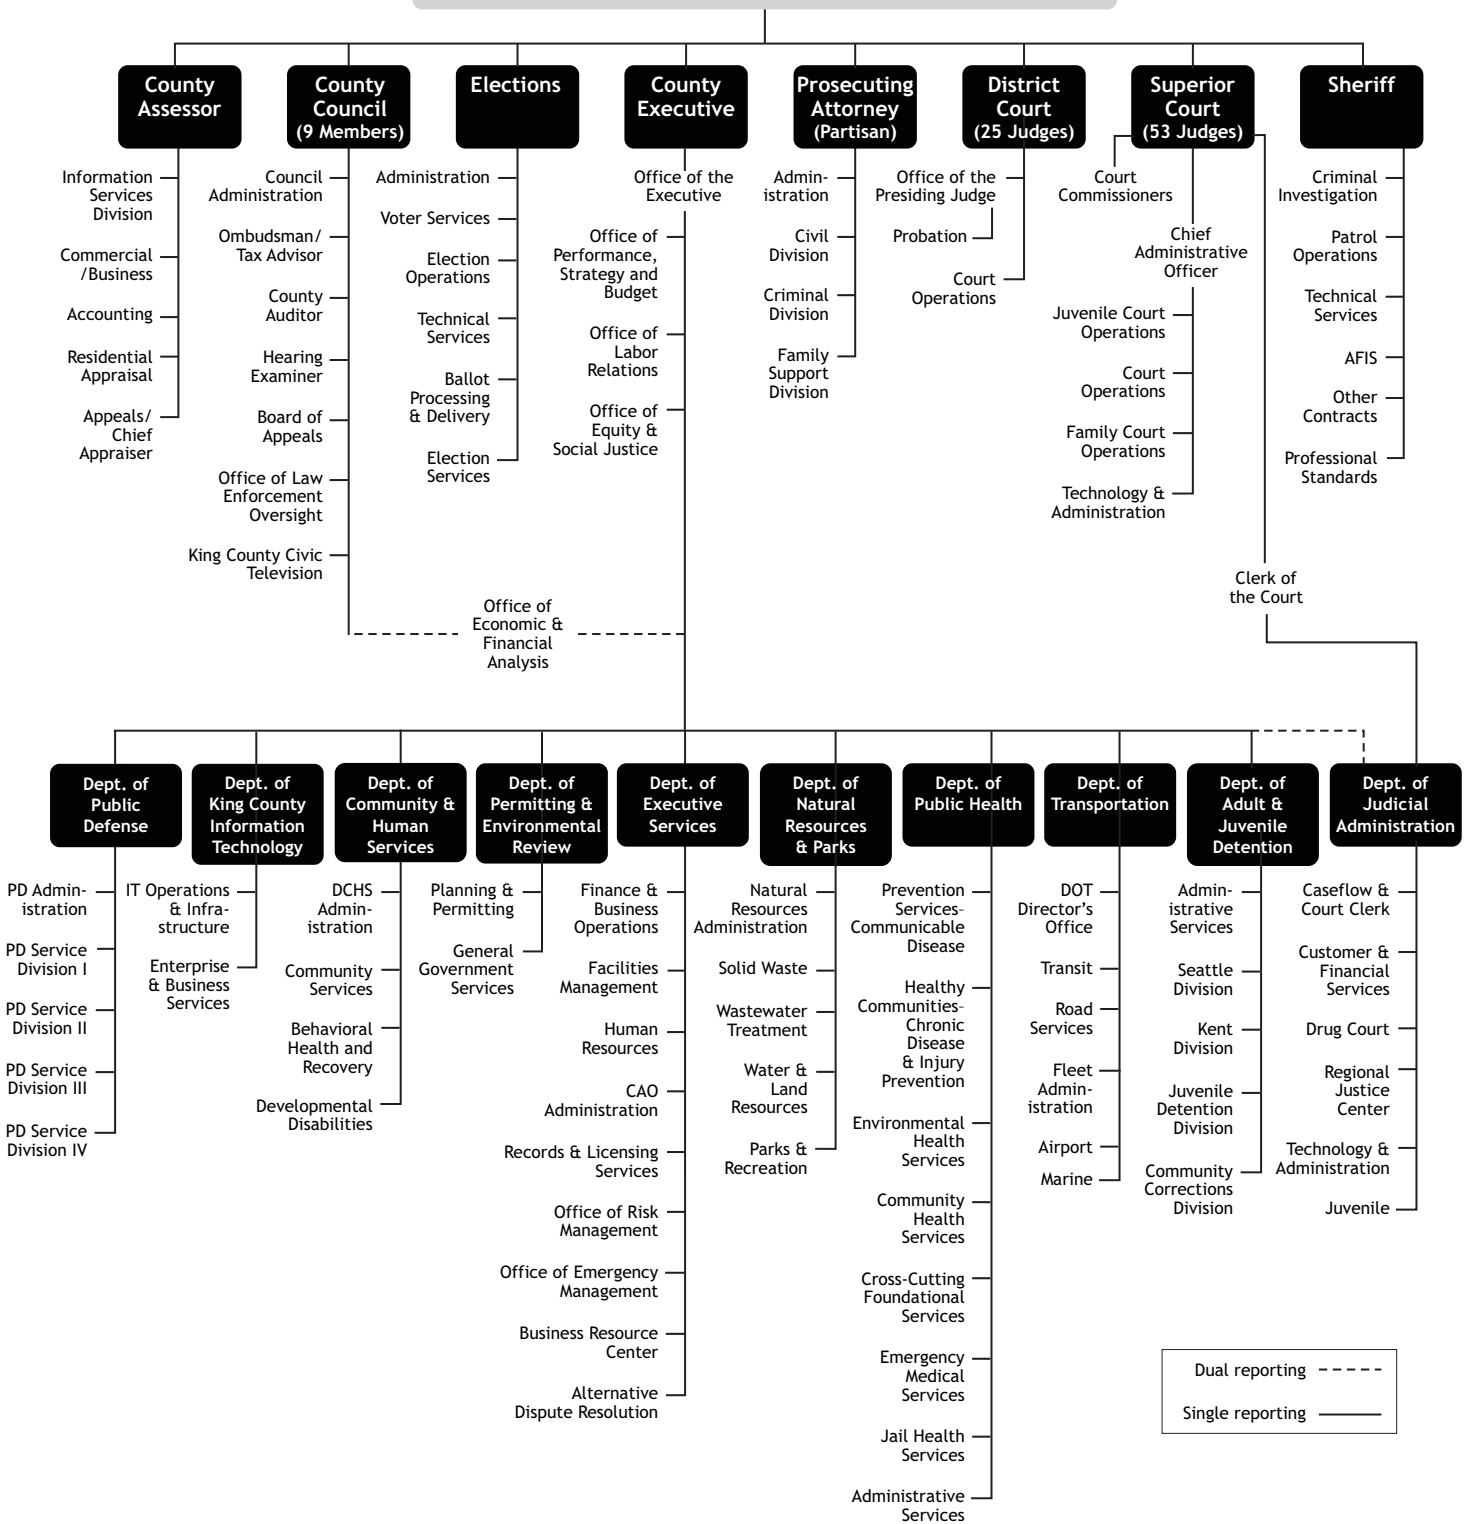 County
Assessor
County
Council
(9 Members)
Elections
County
Executive
Prosecuting
Attorney
(Partisan)
District
Court
(25 Judges)
Superior
Court
(53 Judges)
Sheriff
Information
Services
Division
Commercial
/Business
Accounting
Residential
Appraisal
Appeals/
Chief
Appraiser
Council
Administration
Ombudsman/
Tax Advisor
County
Auditor
Hearing
Examiner
Board of
Appeals
Office of Law
Enforcement
Oversight
King County Civic
Television
Administration
Voter Services
Election
Operations
Technical
Services
Ballot
Processing
& Delivery
Election
Services
Office of the
Executive
Office of
Performance,
Strategy and
Budget
Office of
Labor
Relations
Office of
Equity &
Social Justice
Admin-
istration
Civil
Division
Criminal
Division
Family
Support
Division
Office of the
Presiding Judge
Probation
Court
Operations
Court
Commissioners
Chief
Administrative
Officer
Juvenile Court
Operations
Court
Operations
Family Court
Operations
Technology &
Administration
Clerk of
the Court
Criminal
Investigation
Patrol
Operations
Technical
Services
AFIS
Other
Contracts
Professional
Standards
Office of
Economic &
Financial
Analysis
Dept. of
Public
Defense
Dept. of
King County
Information
Technology
Dept. of
Community &
Human
Services
Dept. of
Permitting &
Environmental
Review
Dept. of
Executive
Services
Dept. of
Natural
Resources
& Parks
Dept. of
Public Health
Dept. of
Transportation
Dept. of
Adult &
Juvenile
Detention
Dept. of
Judicial
Administration
PD Admin-
istration
PD Service
Division I
PD Service
Division II
PD Service
Division III
PD Service
Division IV
IT Operations
& Infra-
structure
Enterprise
& Business
Services
DCHS
Admin-
istration
Community
Services
Behavioral
Health and
Recovery
Developmental
Disabilities
Planning &
Permitting
General
Government
Services
Finance &
Business
Operations
Facilities
Management
Human
Resources
CAO
Administration
Records & Licensing
Services
Office of Risk
Management
Office of Emergency
Management
Business Resource
Center
Alternative
Dispute Resolution
Natural
Resources
Administration
Solid Waste
Wastewater
Treatment
Water &
Land
Resources
Parks &
Recreation
Prevention
Services-
Communicable
Disease
Healthy
Communities-
Chronic
Disease
& Injury
Prevention
Environmental
Health
Services
Community
Health
Services
Cross-Cutting
Foundational
Services
Emergency
Medical
Services
Jail Health
Services
Administrative
Services
DOT
Director's
Office
Transit
Road
Services
Fleet
Admin-
istration
Airport
Marine
Admin-
istrative
Services
Seattle
Division
Kent
Division
Juvenile
Detention
Division
Community
Corrections
Division
Caseflow &
Court Clerk
Customer &
Financial
Services
Drug Court
Regional
Justice
Center
Technology &
Administration
Juvenile
Dual reporting
Single reporting